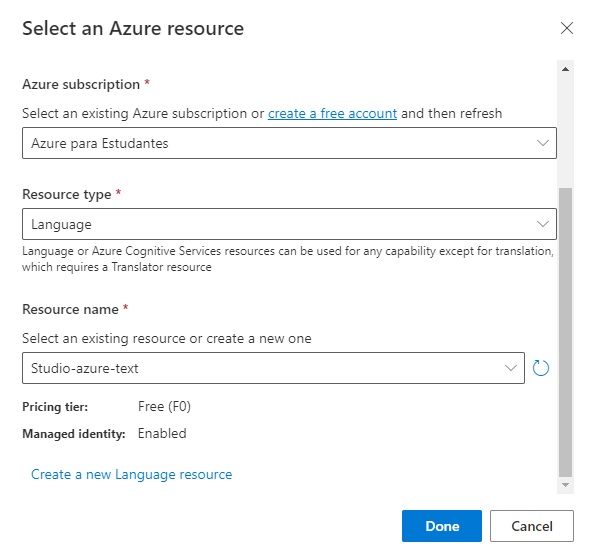 Select an Azure resource
Azure subscription *
Select an existing Azure subscription or create a free account and then refresh
Azure para Estudantes
Resource type *
Language
Language or Azure Cognitive Services resources can be used for any capability except for translation,
which requires a Translator resource
Resource name *
Select an existing resource or create a new one
Studio-azure-text
Pricing tier: Free (F0)
Managed identity: Enabled
Create a new Language resource
Done Cancel